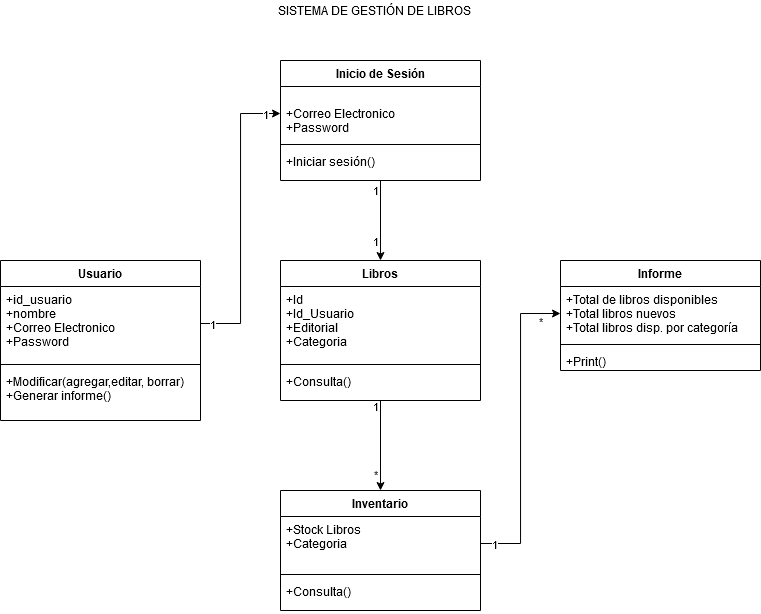 SISTEMA DE GESTIÓN DE LIBROS
Inicio de Sesión
+Correo Electronico
+Password
+Iniciar sesión()
1
1
1
Usuario
+id_usuario
+nombre
+Correo Electronico
+Password
+Modificar(agregar,editar, borrar)
+Generar informe()
1
Libros
+Id
+Id_Usuario
+Editorial
+Categoria
+Consulta()
1
*
Informe
+Total de libros disponibles
+Total libros nuevos
+Total libros disp. por categoría
+Print()
*
Inventario
+Stock Libros
+Categoria
+Consulta()
1